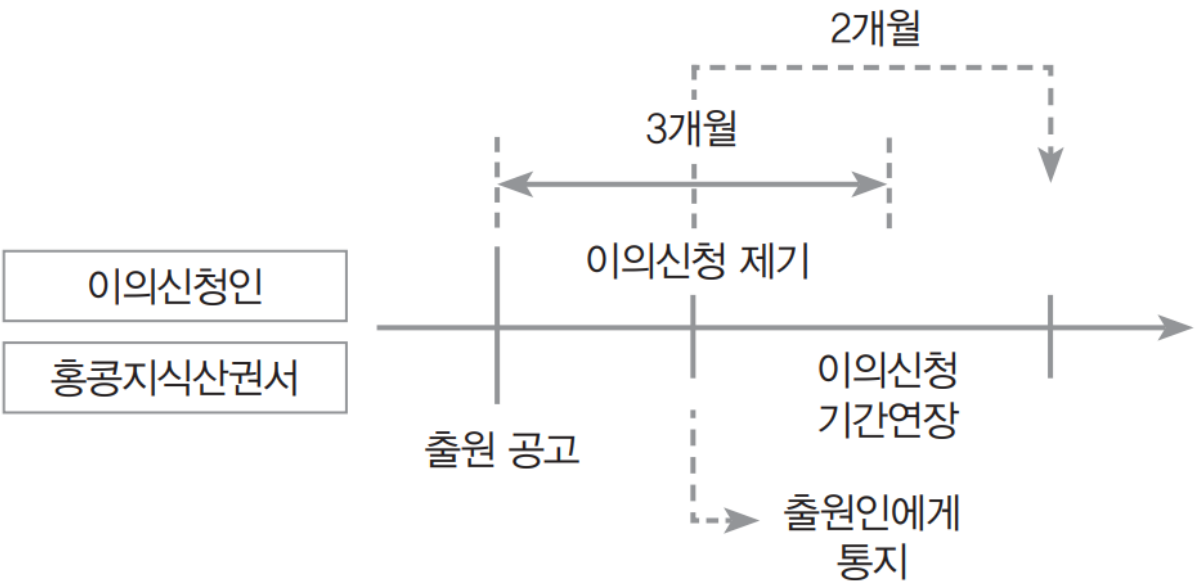 2개월
3개월
이의신청 제기
이의신청인
홍콩지식산권서
이의신청
기간연장
출원 공고
출원인에게
통지